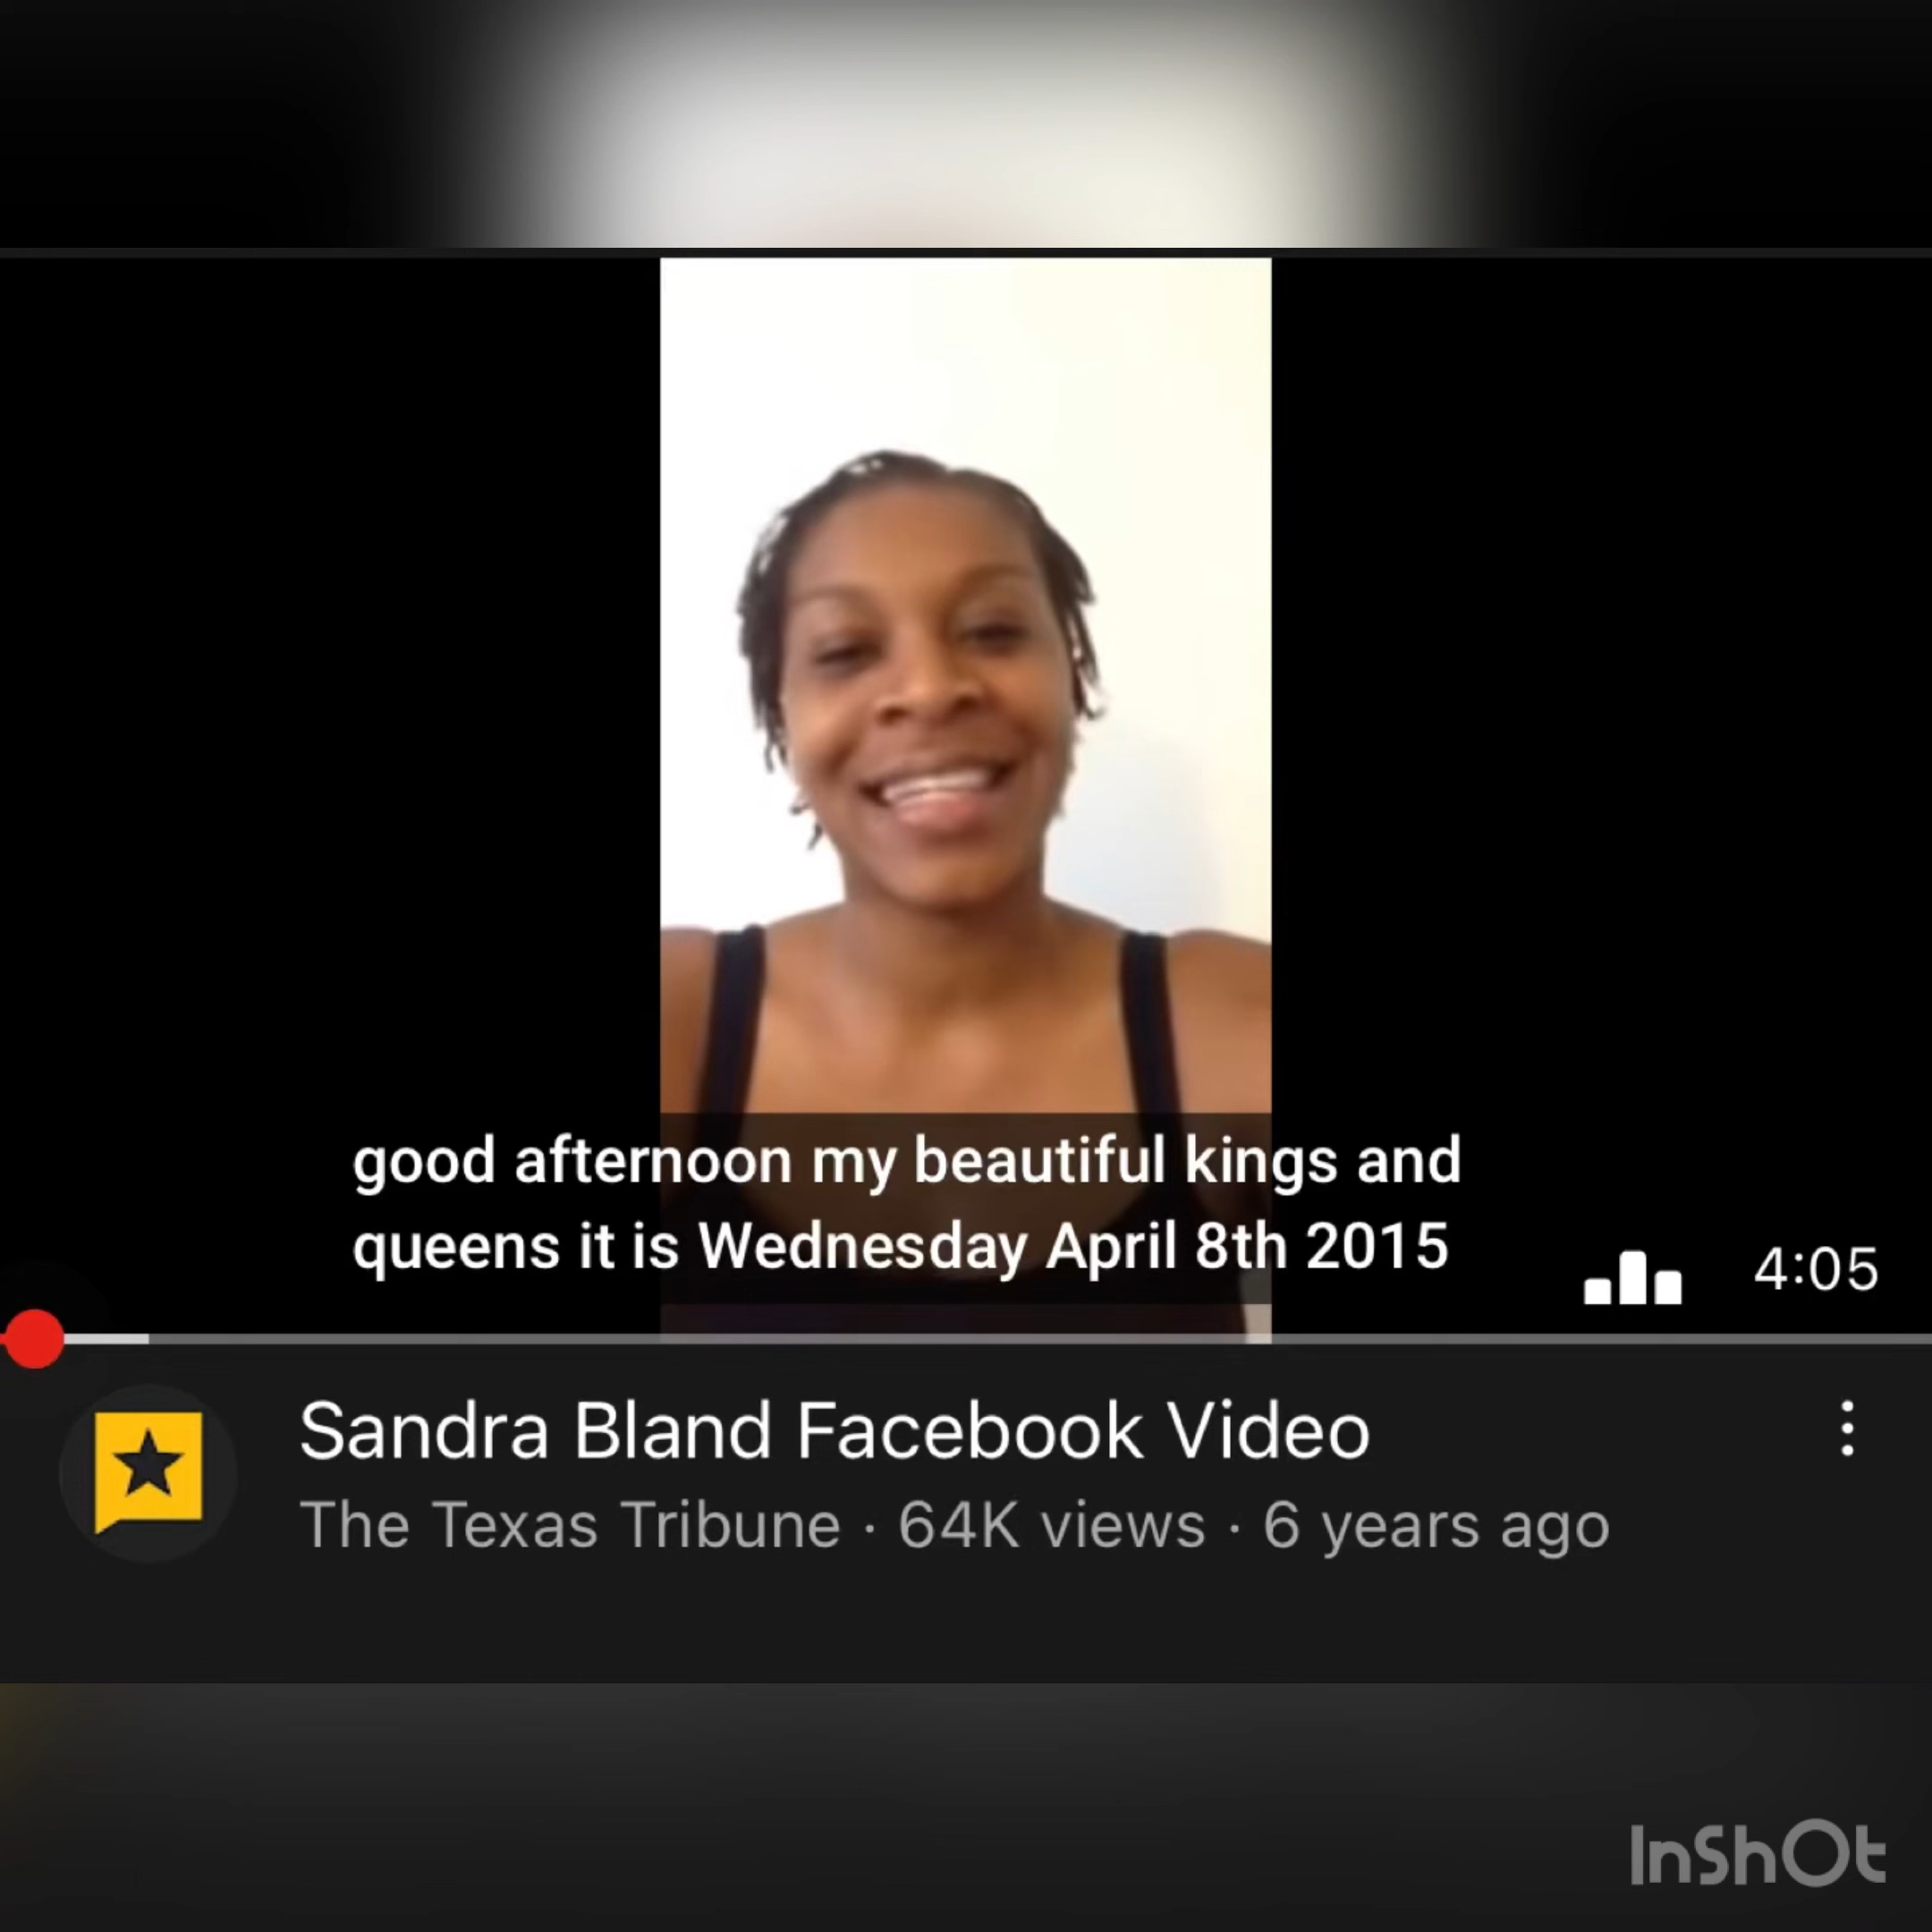 good afternoon my beautiful kings and
queens it is Wednesday April 8th 2015
4:05
Sandra Bland Facebook Video
The Texas Tribune · 64K views · 6 years ago
InShOt